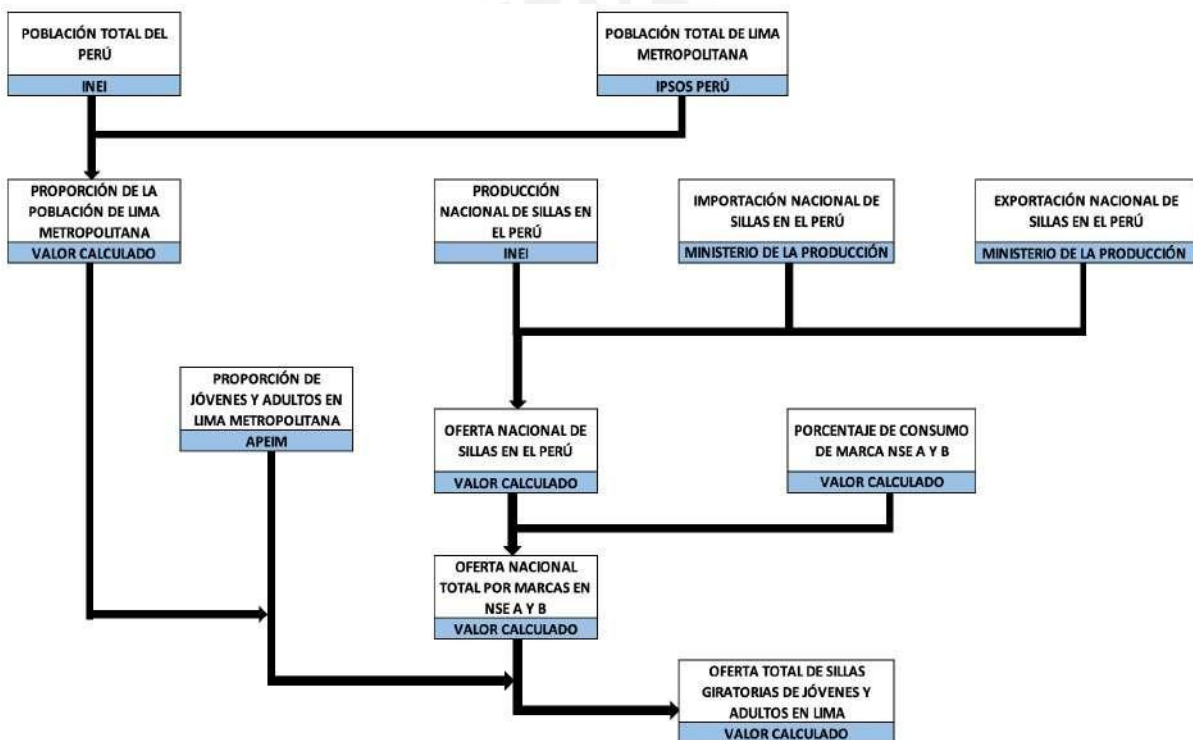 POBLACIÓN TOTAL DEL
PERÚ
INEI
POBLACIÓN TOTAL DE LIMA
METROPOLITANA
IPSOS PERÚ
PROPORCIÓN DE LA
POBLACIÓN DE LIMA
METROPOLITANA
VALOR CALCULADO
PRODUCCIÓN
NACIONAL DE SILLAS EN
EL PERÚ
INEI
IMPORTACIÓN NACIONAL DE
SILLAS EN EL PERÚ
MINISTERIO DE LA PRODUCCIÓN
EXPORTACIÓN NACIONAL DE
SILLAS EN EL PERÚ
MINISTERIO DE LA PRODUCCIÓN
PROPORCIÓN DE
JÓVENES Y ADULTOS EN
LIMA METROPOLITANA
APEIM
OFERTA NACIONAL DE
SILLAS EN EL PERÚ
VALOR CALCULADO
PORCENTAJE DE CONSUMO
DE MARCA NSE A Y B
VALOR CALCULADO
OFERTA NACIONAL
TOTAL POR MARCAS EN
NSE A Y B
VALOR CALCULADO
OFERTA TOTAL DE SILLAS
GIRATORIAS DE JÓVENES Y
ADULTOS EN LIMA
VALOR CALCULADO